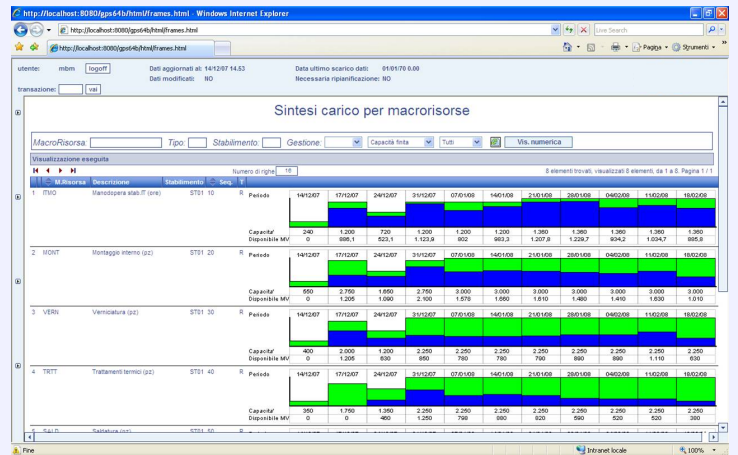 http://localhost:8080/gps64b/html/frames.html - Windows Internet Explorer
http://localhost:8080/gps64b/html/frames.html
Live Search
http://localhost:8080/gps64b/html/frames.html
Pagina
Strumenti
utente: mbm logoff Dati aggiornati al: 14/12/07 14.53 Data ultimo scarico dati: 01/01/70 0.00
Dati modificati: NO Necessaria ripianificazione: NO
transazione: vai
Sintesi carico per macrorisorse
MacroRisorsa: Tipo: Stabilimento: Gestione: Capacità finita Tutti Vis. numerica
Visualizzazione eseguita
Numero di righe 16 8 elementi trovati, visualizzati 8 elementi, da 1 a 8. Pagina 1 / 1
M.Risorsa Descrizione Stabilimento Seq. T
1 ITMO Manodopera stab.IT (ore) ST01 10 R Periodo 14/12/07 17/12/07 24/12/07 31/12/07 07/01/08 14/01/08 21/01/08 28/01/08 04/02/08 11/02/08 18/02/08
Capacita' 240 1.200 720 1.200 1.200 1.200 1.360 1.360 1.360 1.360 1.360
Disponibile MV 0 886,1 523,1 1.123,9 802 983,3 1.207,8 1.229,7 934,2 1.034,7 885,8
2 MONT Montaggio interno (pz) ST01 20 R Periodo 14/12/07 17/12/07 24/12/07 31/12/07 07/01/08 14/01/08 21/01/08 28/01/08 04/02/08 11/02/08 18/02/08
Capacita' 550 2.750 1.650 2.750 3.000 3.000 3.000 3.000 3.000 3.000 3.000
Disponibile MV 0 1.205 1.090 2.100 1.578 1.660 1.610 1.480 1.410 1.630 1.010
3 VERN Verniciatura (pz) ST01 30 R Periodo 14/12/07 17/12/07 24/12/07 31/12/07 07/01/08 14/01/08 21/01/08 28/01/08 04/02/08 11/02/08 18/02/08
Capacita' 400 2.000 1.200 2.250 2.250 2.250 2.250 2.250 2.250 2.250 2.250
Disponibile MV 0 1.205 630 850 780 780 790 890 890 1.110 630
4 TRTT Trattamenti termici (pz) ST01 40 R Periodo 14/12/07 17/12/07 24/12/07 31/12/07 07/01/08 14/01/08 21/01/08 28/01/08 04/02/08 11/02/08 18/02/08
Capacita' 350 1.750 1.350 2.250 2.250 2.250 2.250 2.250 2.250 2.250 2.250
Disponibile MV 0 0 460 1.250 798 880 820 590 520 520 380
5 SALD Saldatura (pz) ST01 50
Fine Intranet locale 100%